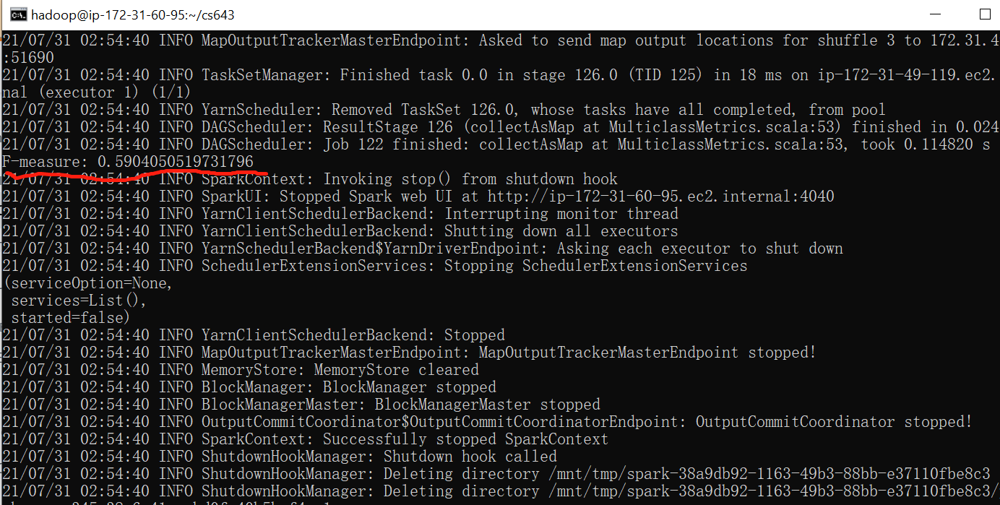 hadoop@ip-172-31-60-95:~/cs643
21/07/31 02:54:40 INFO MapOutputTrackerMasterEndpoint: Asked to send map output locations for shuffle 3 to 172.31.4
:51690
21/07/31 02:54:40 INFO TaskSetManager: Finished task 0.0 in stage 126.0 (TID 125) in 18 ms on ip-172-31-49-119.ec2.
nal (executor 1) (1/1)
21/07/31 02:54:40 INFO YarnScheduler: Removed TaskSet 126.0, whose tasks have all completed, from pool
21/07/31 02:54:40 INFO DAGScheduler: ResultStage 126 (collectAsMap at MulticlassMetrics.scala:53) finished in 0.024
21/07/31 02:54:40 INFO DAGScheduler: Job 122 finished: collectAsMap at MulticlassMetrics.scala:53, took 0.114820 s
F-measure: 0.5904050519731796
21/07/31 02:54:40 INFO SparkContext: Invoking stop() from shutdown hook
21/07/31 02:54:40 INFO SparkUI: Stopped Spark web UI at http://ip-172-31-60-95.ec2.internal:4040
21/07/31 02:54:40 INFO YarnClientSchedulerBackend: Interrupting monitor thread
21/07/31 02:54:40 INFO YarnClientSchedulerBackend: Shutting down all executors
21/07/31 02:54:40 INFO YarnSchedulerBackend$YarnDriverEndpoint: Asking each executor to shut down
21/07/31 02:54:40 INFO SchedulerExtensionServices: Stopping SchedulerExtensionServices
(serviceOption=None,
 services=List(),
 started=false)
21/07/31 02:54:40 INFO YarnClientSchedulerBackend: Stopped
21/07/31 02:54:40 INFO MapOutputTrackerMasterEndpoint: MapOutputTrackerMasterEndpoint stopped!
21/07/31 02:54:40 INFO MemoryStore: MemoryStore cleared
21/07/31 02:54:40 INFO BlockManager: BlockManager stopped
21/07/31 02:54:40 INFO BlockManagerMaster: BlockManagerMaster stopped
21/07/31 02:54:40 INFO OutputCommitCoordinator$OutputCommitCoordinatorEndpoint: OutputCommitCoordinator stopped!
21/07/31 02:54:40 INFO SparkContext: Successfully stopped SparkContext
21/07/31 02:54:40 INFO ShutdownHookManager: Shutdown hook called
21/07/31 02:54:40 INFO ShutdownHookManager: Deleting directory /mnt/tmp/spark-38a9db92-1163-49b3-88bb-e37110fbe8c3
21/07/31 02:54:40 INFO ShutdownHookManager: Deleting directory /mnt/tmp/spark-38a9db92-1163-49b3-88bb-e37110fbe8c3/